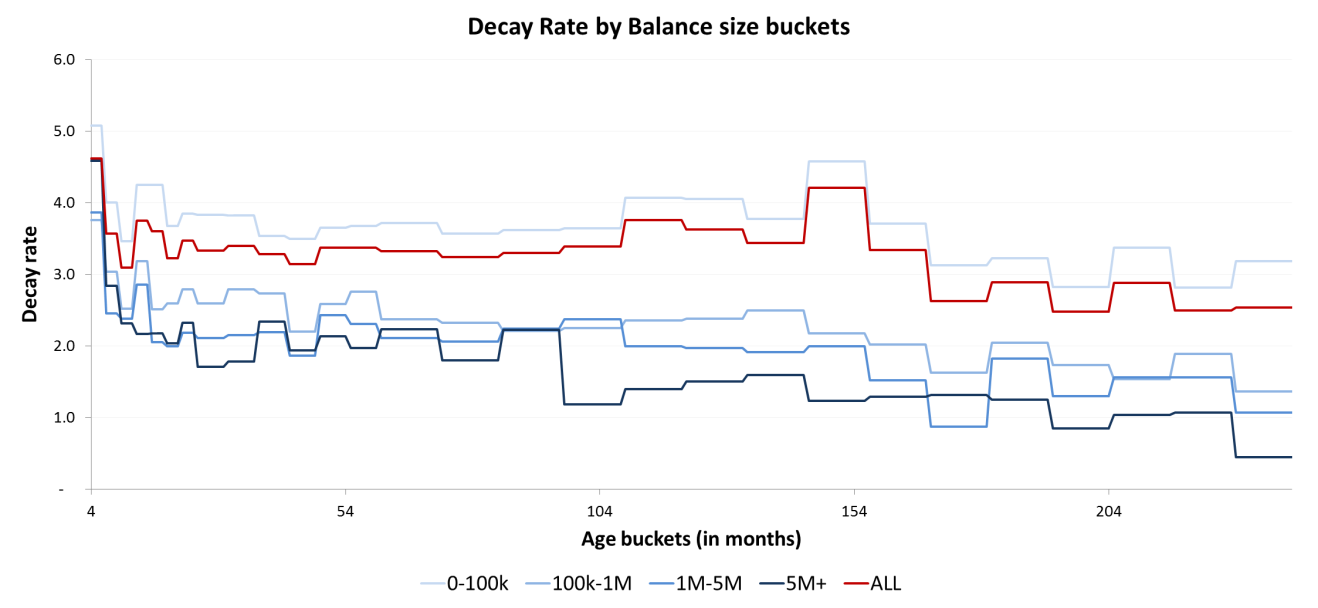 Decay Rate by Balance size buckets
6.0
5.0
4.0
3.0
2.0
1.0
-
Decay rate
4 54 104 154 204
Age buckets (in months)
0-100k 100k-1M 1M-5M 5M+ ALL